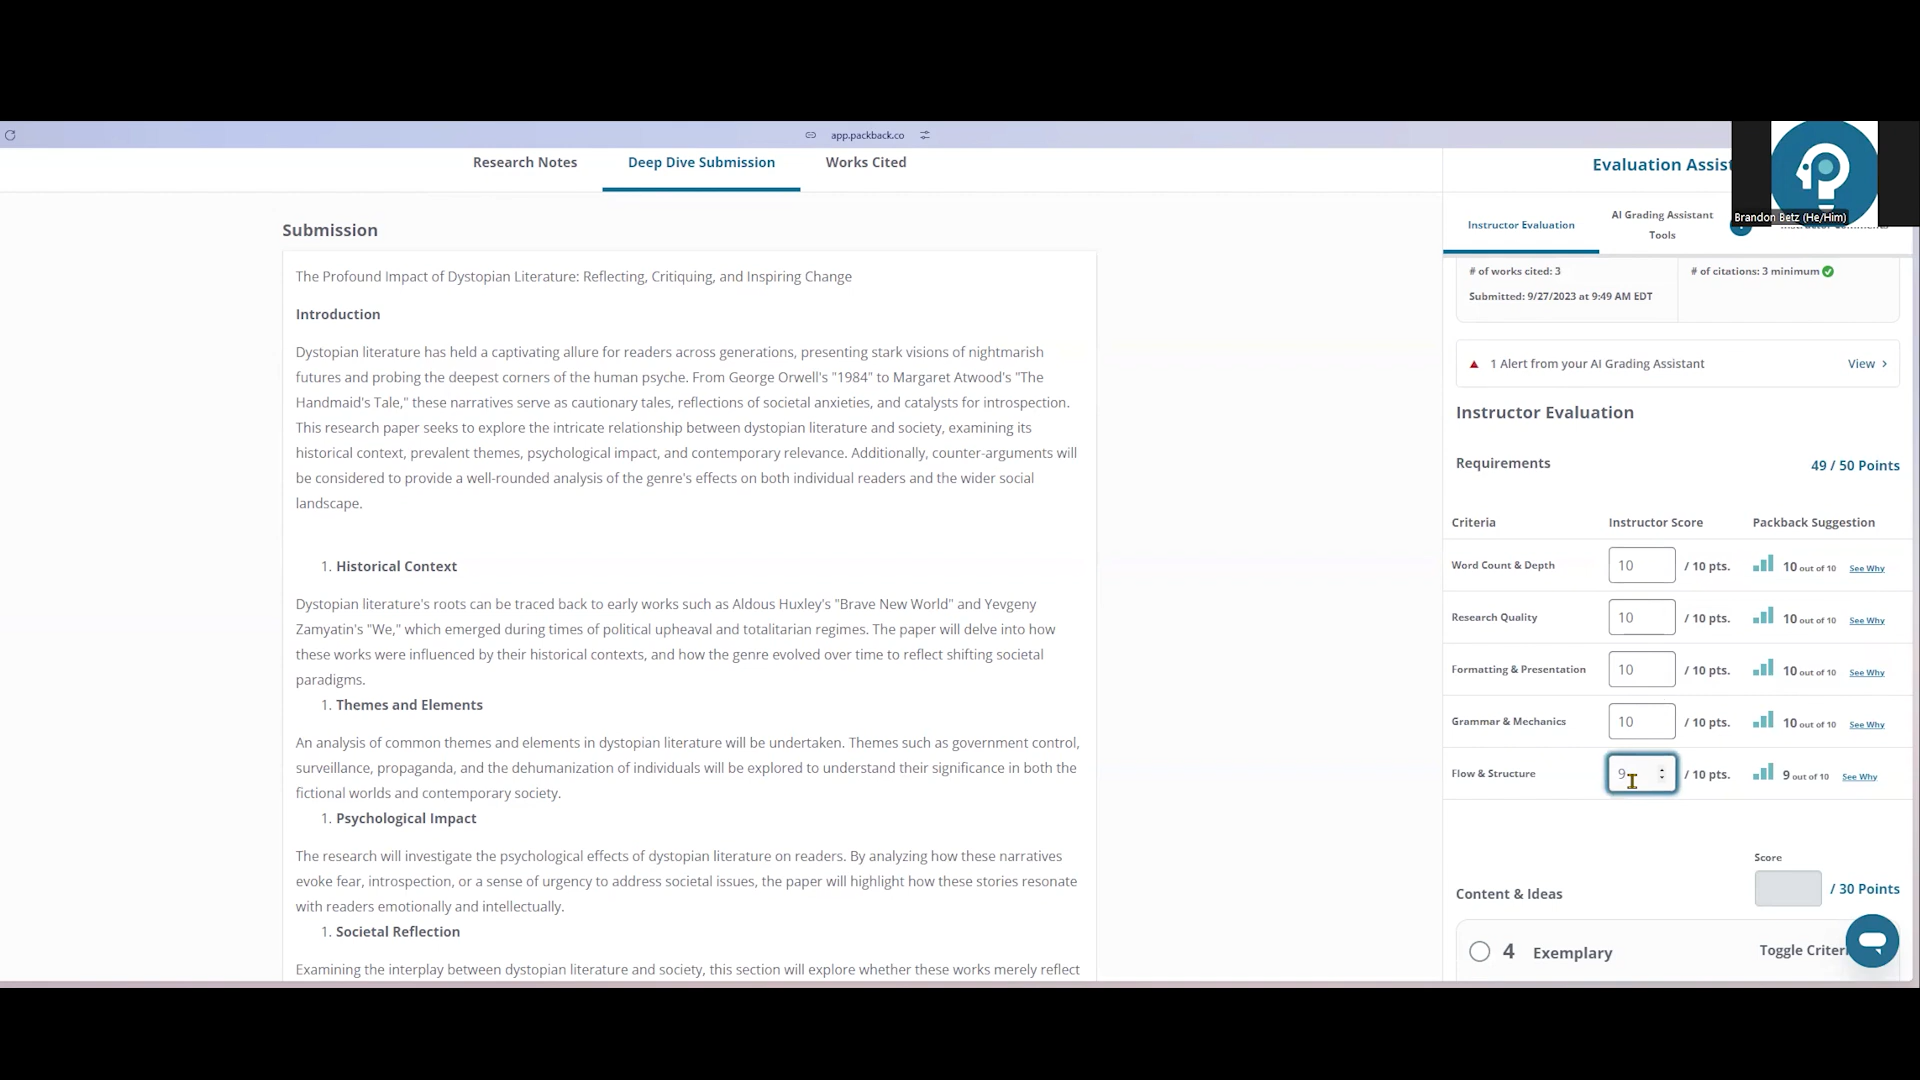 app.packback.co
Research Notes
Deep Dive Submission
Works Cited
Submission
The Profound Impact of Dystopian Literature: Reflecting, Critiquing, and Inspiring Change
Introduction
Dystopian literature has held a captivating allure for readers across generations, presenting stark visions of nightmarish
futures and probing the deepest corners of the human psyche. From George Orwell's "1984" to Margaret Atwood's "The
Handmaid's Tale," these narratives serve as cautionary tales, reflections of societal anxieties, and catalysts for introspection.
This research paper seeks to explore the intricate relationship between dystopian literature and society, examining its
historical context, prevalent themes, psychological impact, and contemporary relevance. Additionally, counter-arguments will
be considered to provide a well-rounded analysis of the genre's effects on both individual readers and the wider social
landscape.
1. Historical Context
Dystopian literature's roots can be traced back to early works such as Aldous Huxley's "Brave New World" and Yevgeny
Zamyatin's "We," which emerged during times of political upheaval and totalitarian regimes. The paper will delve into how
these works were influenced by their historical contexts, and how the genre evolved over time to reflect shifting societal
paradigms.
1. Themes and Elements
An analysis of common themes and elements in dystopian literature will be undertaken. Themes such as government control,
surveillance, propaganda, and the dehumanization of individuals will be explored to understand their significance in both the
fictional worlds and contemporary society.
1. Psychological Impact
The research will investigate the psychological effects of dystopian literature on readers. By analyzing how these narratives
evoke fear, introspection, or a sense of urgency to address societal issues, the paper will highlight how these stories resonate
with readers emotionally and intellectually.
1. Societal Reflection
Examining the interplay between dystopian literature and society, this section will explore whether these works merely reflect
Evaluation Assist
Brandon Betz (He/Him)
Instructor Evaluation
AI Grading Assistant
Tools
# of works cited: 3
# of citations: 3 minimum
Submitted: 9/27/2023 at 9:49 AM EDT
1 Alert from your AI Grading Assistant
View
Instructor Evaluation
Requirements
49 / 50 Points
Criteria
Instructor Score
Packback Suggestion
Word Count & Depth
10
/ 10 pts.
10 out of 10
See Why
Research Quality
10
/ 10 pts.
10 out of 10
See Why
Formatting & Presentation
10
/ 10 pts.
10 out of 10
See Why
Grammar & Mechanics
10
/ 10 pts.
10 out of 10
See Why
Flow & Structure
9
/ 10 pts.
9 out of 10
See Why
Score
Content & Ideas
/ 30 Points
4 Exemplary
Toggle Criter